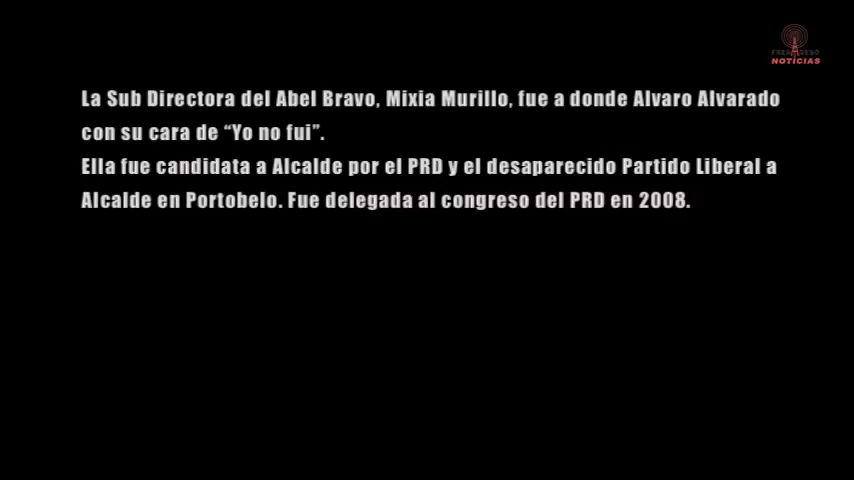 NOTICIAS
La Sub Directora del Abel Bravo, Mixia Murillo, fue a donde Alvaro Alvarado
con su cara de “Yo no fui”.
Ella fue candidata a Alcalde por el PRD y el desaparecido Partido Liberal a
Alcalde en Portobelo. Fue delegada al congreso del PRD en 2008.